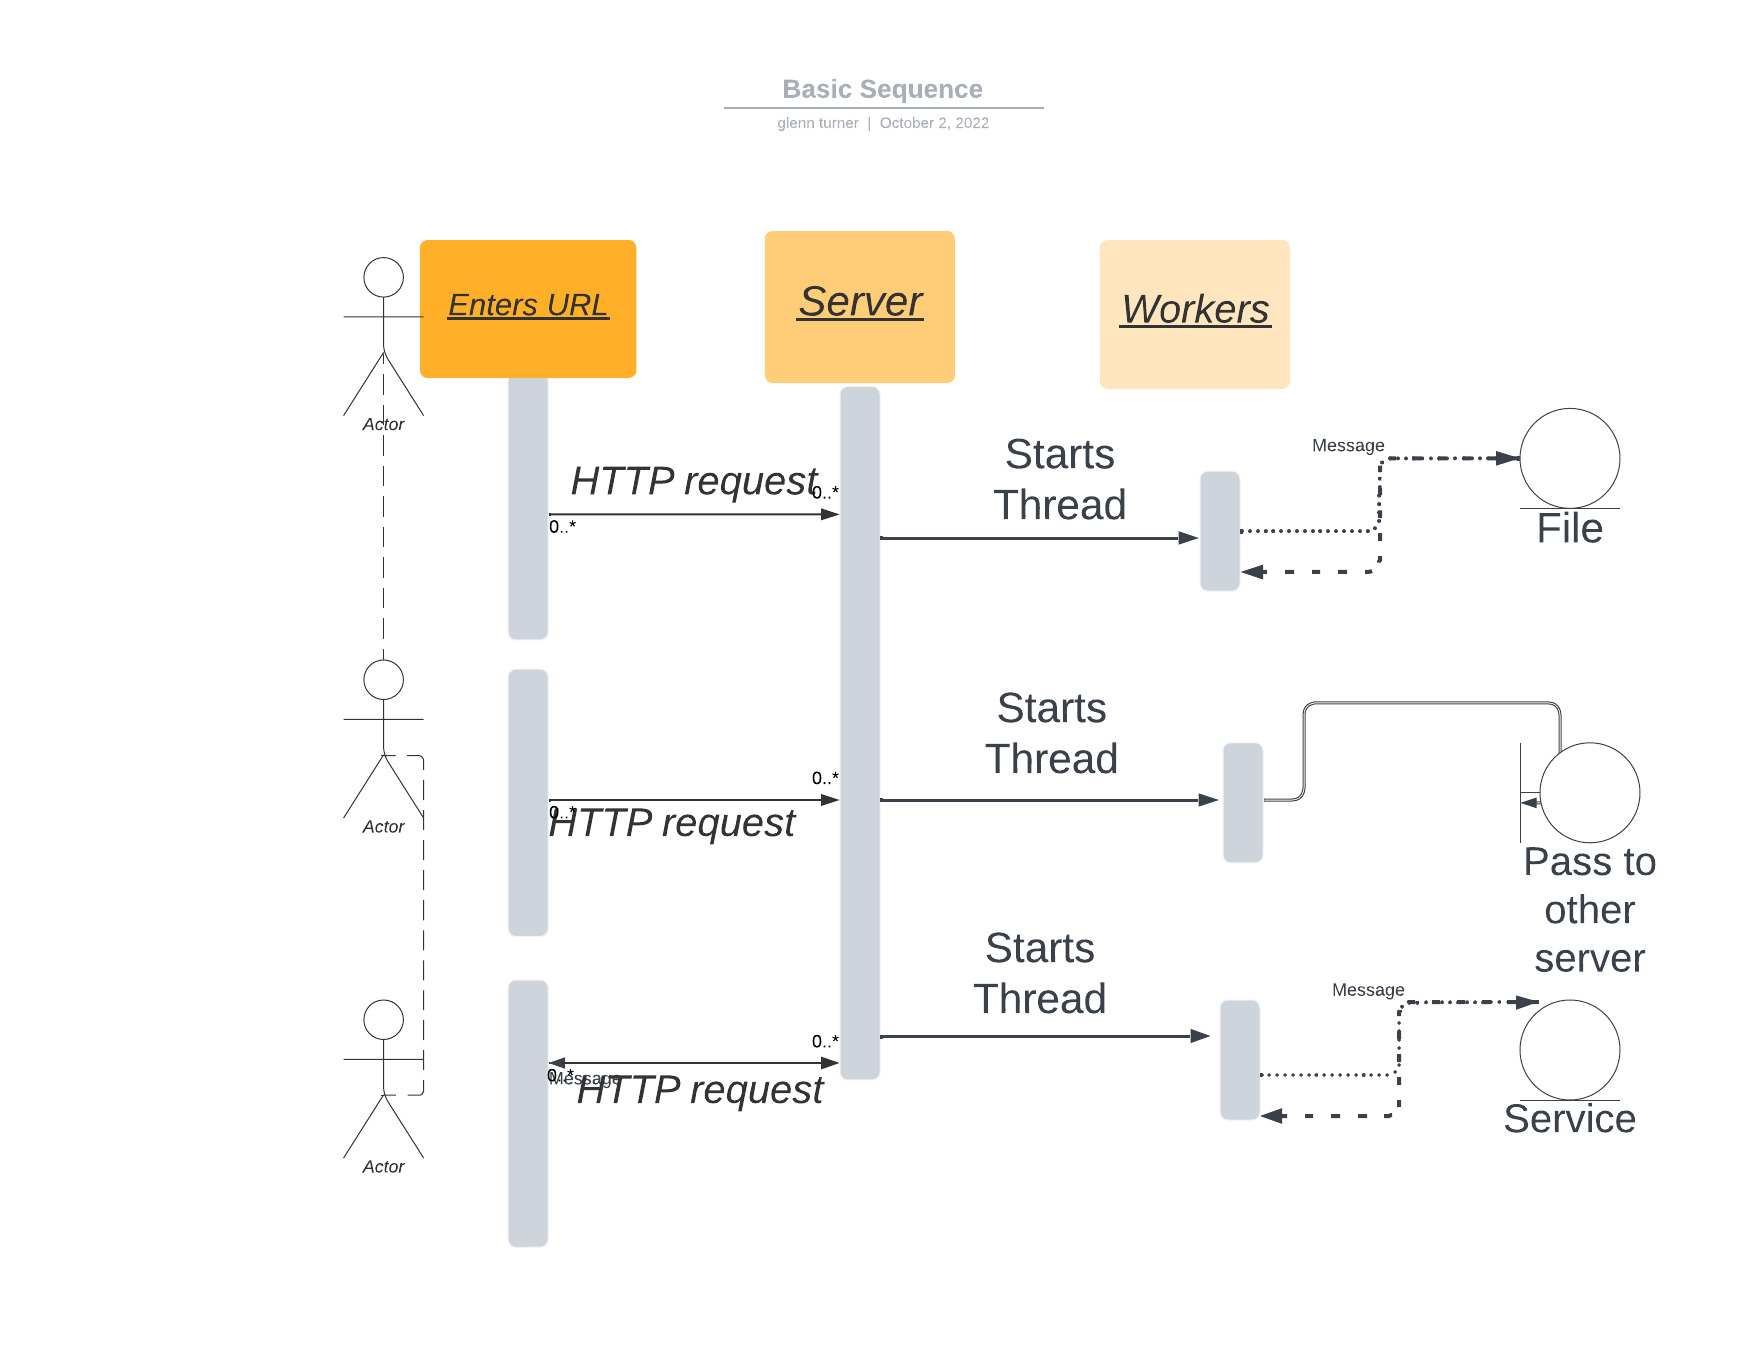 Basic Sequence
glenn turner | October 2, 2022
Enters URL
Server
Workers
Actor
HTTP request
0..*
0..*
Starts
Thread
Message
File
Actor
0..*
0..*
HTTP request
Starts
Thread
Pass to
other
server
Actor
0..*
0..*
Message
HTTP request
Starts
Thread
Message
Service